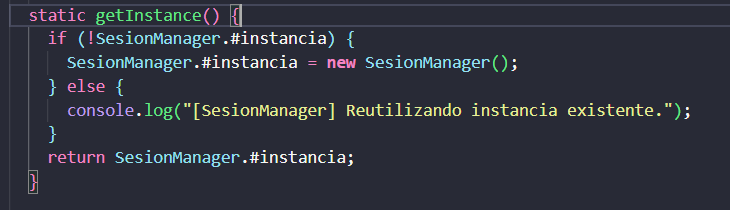 static getInstance() {
if (!SesionManager.#instancia) {
SesionManager.#instancia = new SesionManager();
} else {
console.log("[SesionManager] Reutilizando instancia existente.");
}
return SesionManager.#instancia;
}